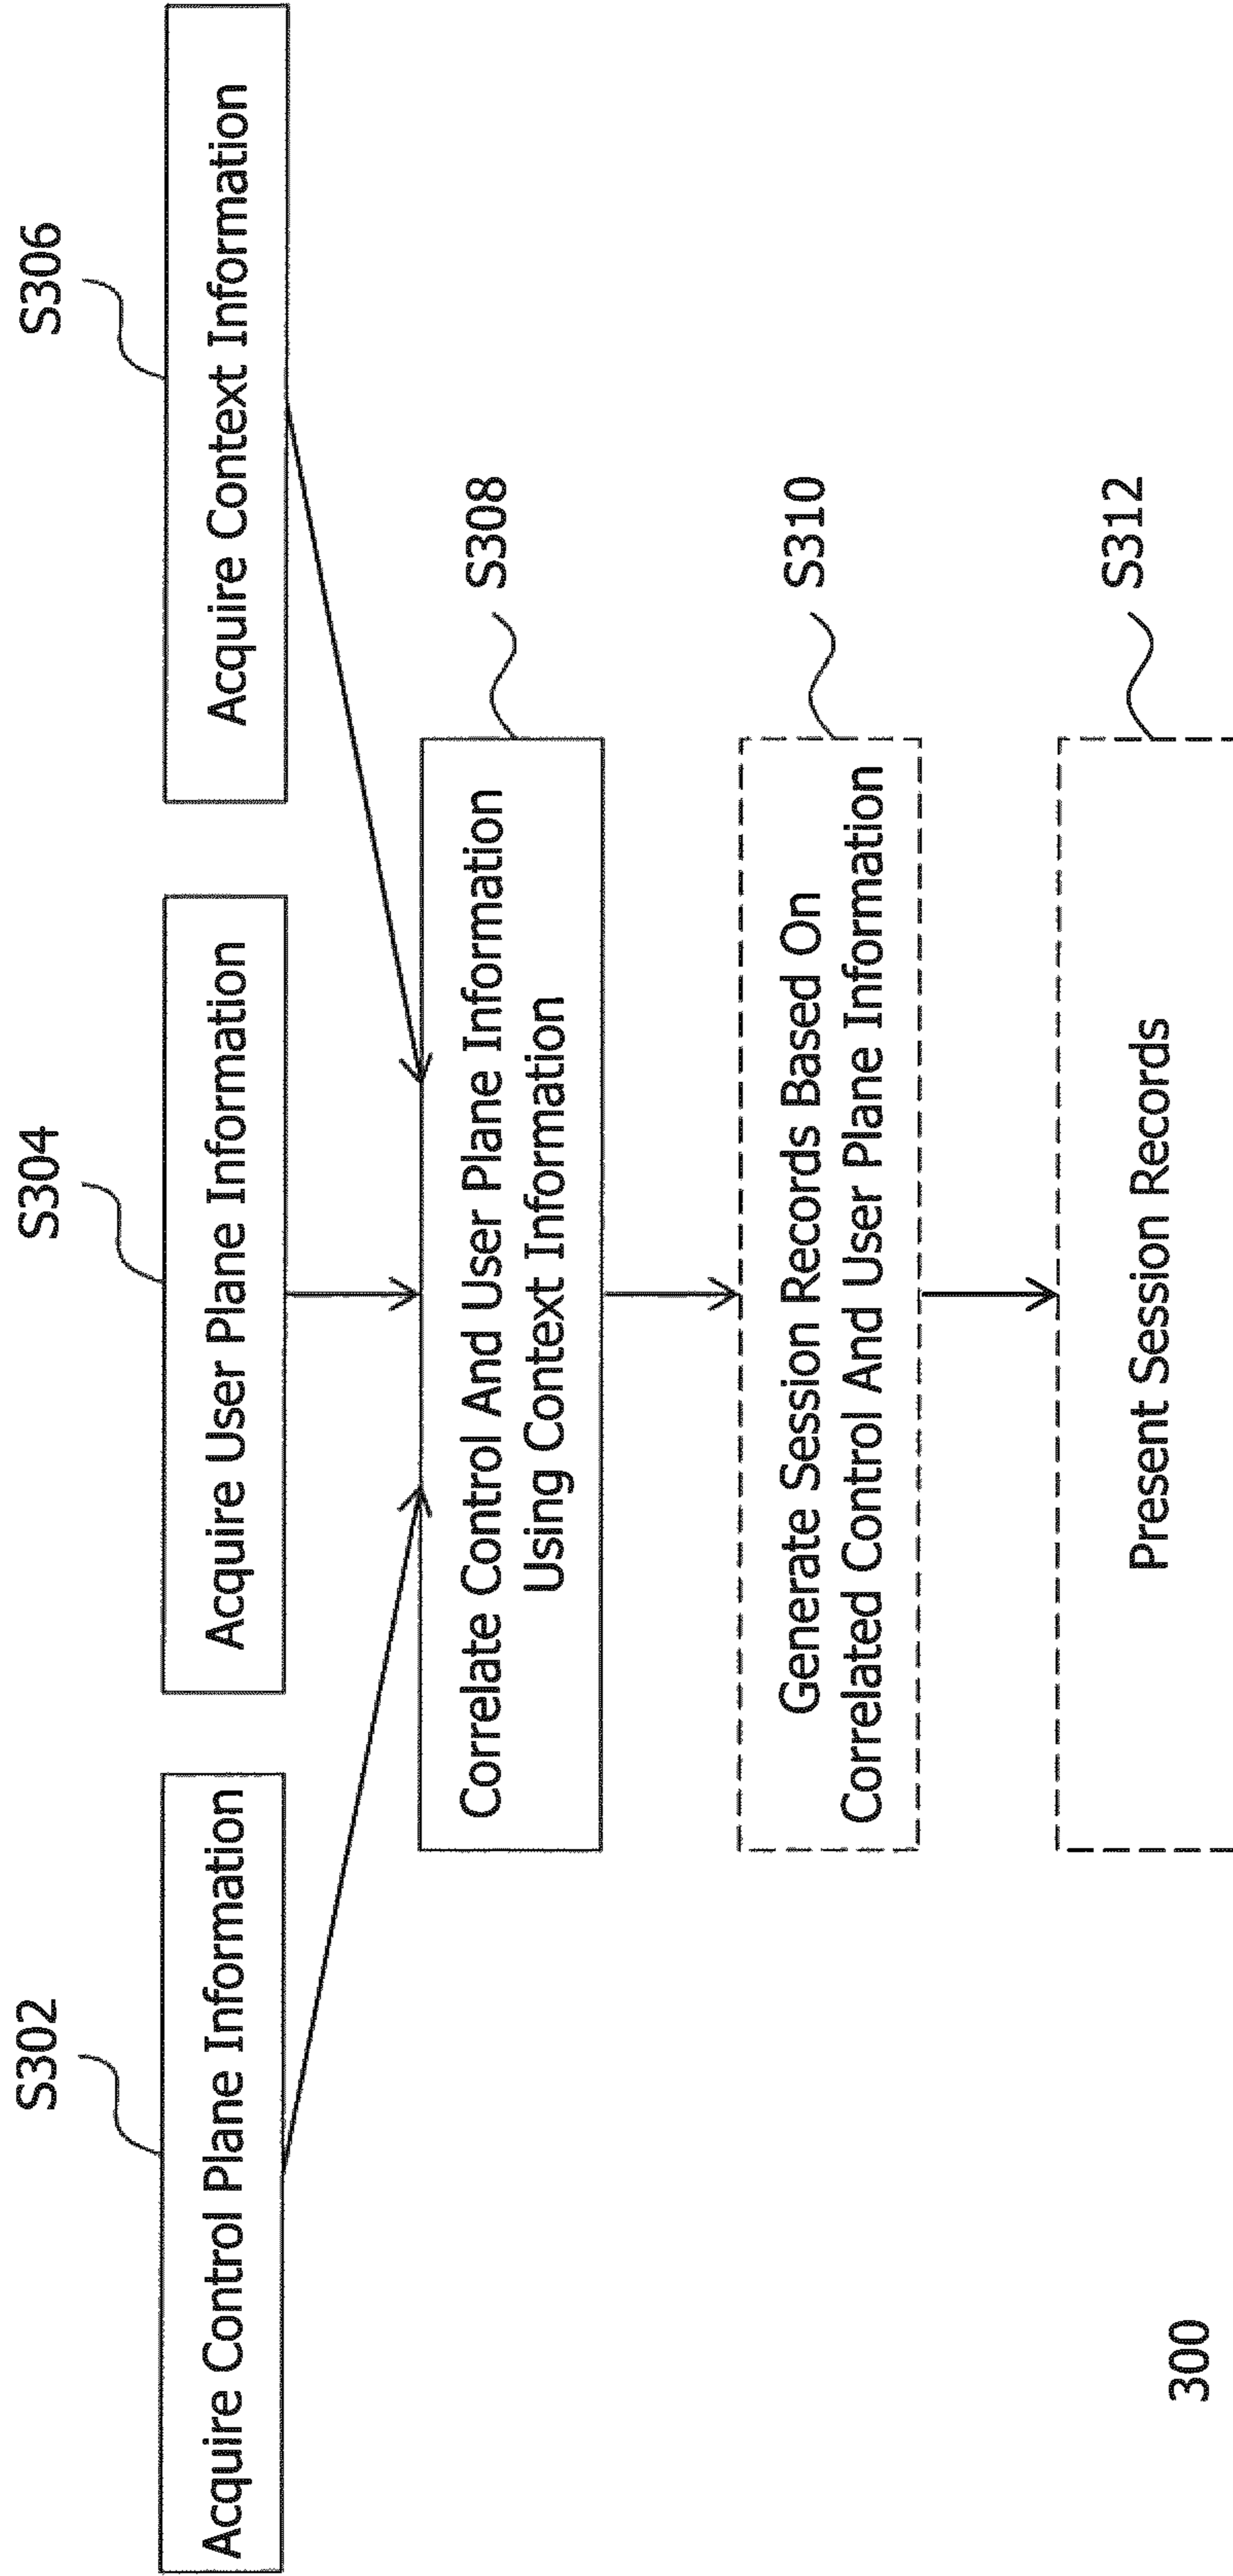 S302
S304
S306
Acquire Control Plane Information
Acquire User Plane Information
Acquire Context Information
S308
Correlate Control And User Plane Information
Using Context Information
S310
Generate Session Records Based On
Correlated Control And User Plane Information
S312
Present Session Records
300